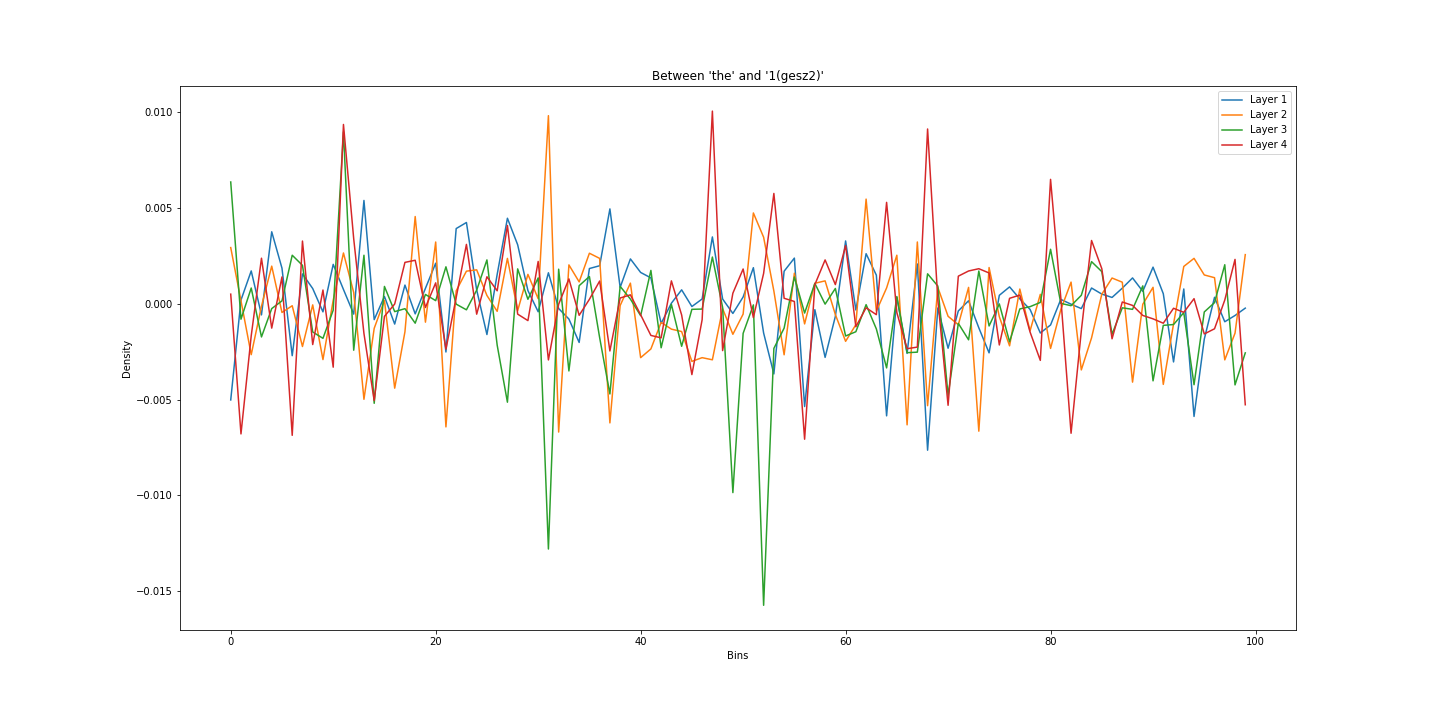 Between 'the' and '1(gesz2)'
Layer 1
Layer 2
Layer 3
Layer 4
0.010
0.005
0.000
−0.005
−0.010
−0.015
Density
0 20 40 60 80 100
Bins